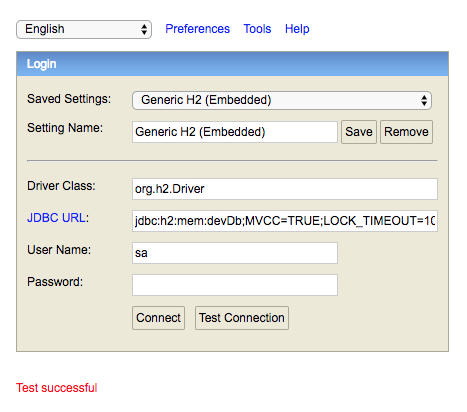 English Preferences Tools Help
Login
Saved Settings: Generic H2 (Embedded)
Setting Name: Generic H2 (Embedded) Save Remove
Driver Class: org.h2.Driver
JDBC URL: jdbc:h2:mem:devDb;MVCC=TRUE;LOCK_TIMEOUT=10
User Name: sa
Password:
Connect Test Connection
Test successful